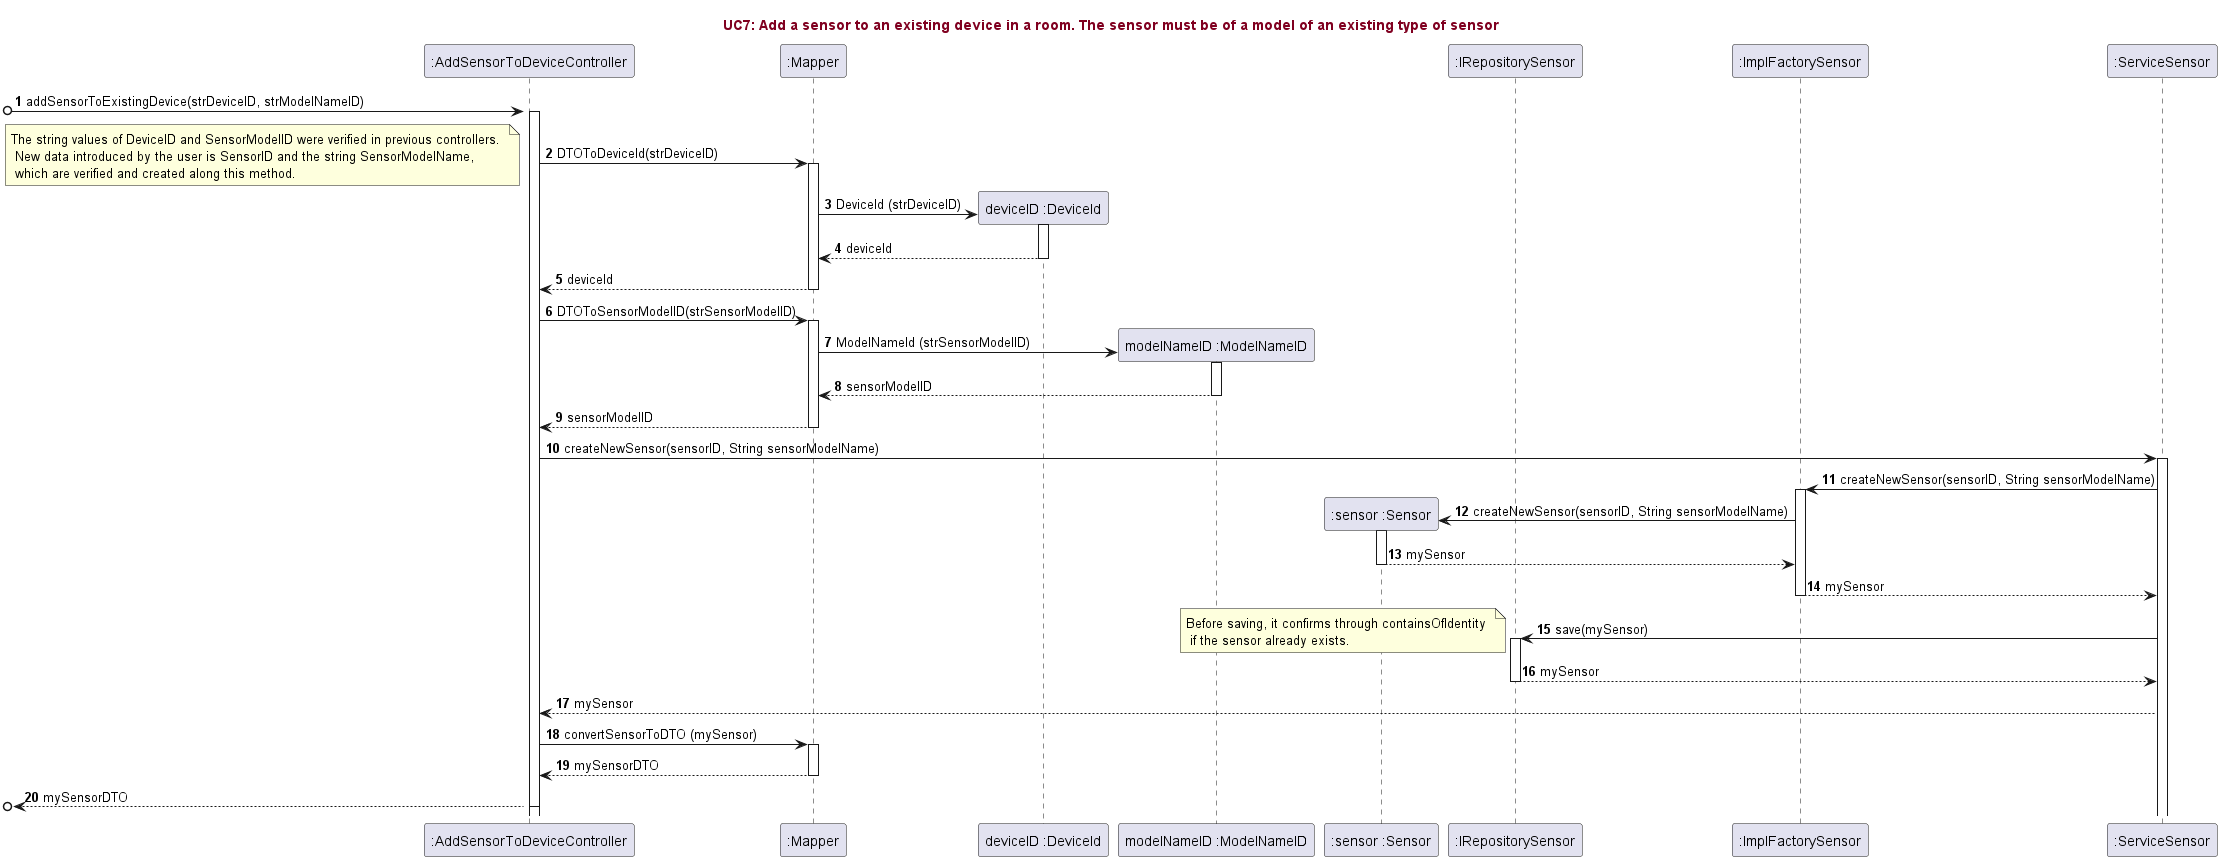 UC7: Add a sensor to an existing device in a room. The sensor must be of a model of an existing type of sensor
:AddSensorToDeviceController
:Mapper
:IRepositorySensor
:ImplFactorySensor
:ServiceSensor
1 addSensorToExistingDevice(strDeviceID, strModelNameID)
The string values of DeviceID and SensorModelID were verified in previous controllers.
New data introduced by the user is SensorID and the string SensorModelName,
which are verified and created along this method.
2 DTOToDeviceId(strDeviceID)
3 DeviceId (strDeviceID)
deviceID :DeviceId
4 deviceId
5 deviceId
6 DTOToSensorModelID(strSensorModelID)
7 ModelNameId (strSensorModelID)
modelNameID :ModelNameID
8 sensorModelID
9 sensorModelID
10 createNewSensor(sensorID, String sensorModelName)
11 createNewSensor(sensorID, String sensorModelName)
:sensor :Sensor
12 createNewSensor(sensorID, String sensorModelName)
13 mySensor
14 mySensor
Before saving, it confirms through containsOfIdentity
if the sensor already exists.
15 save(mySensor)
16 mySensor
17 mySensor
18 convertSensorToDTO (mySensor)
19 mySensorDTO
20 mySensorDTO
:AddSensorToDeviceController
:Mapper
deviceID :DeviceId
modelNameID :ModelNameID
:sensor :Sensor
:IRepositorySensor
:ImplFactorySensor
:ServiceSensor